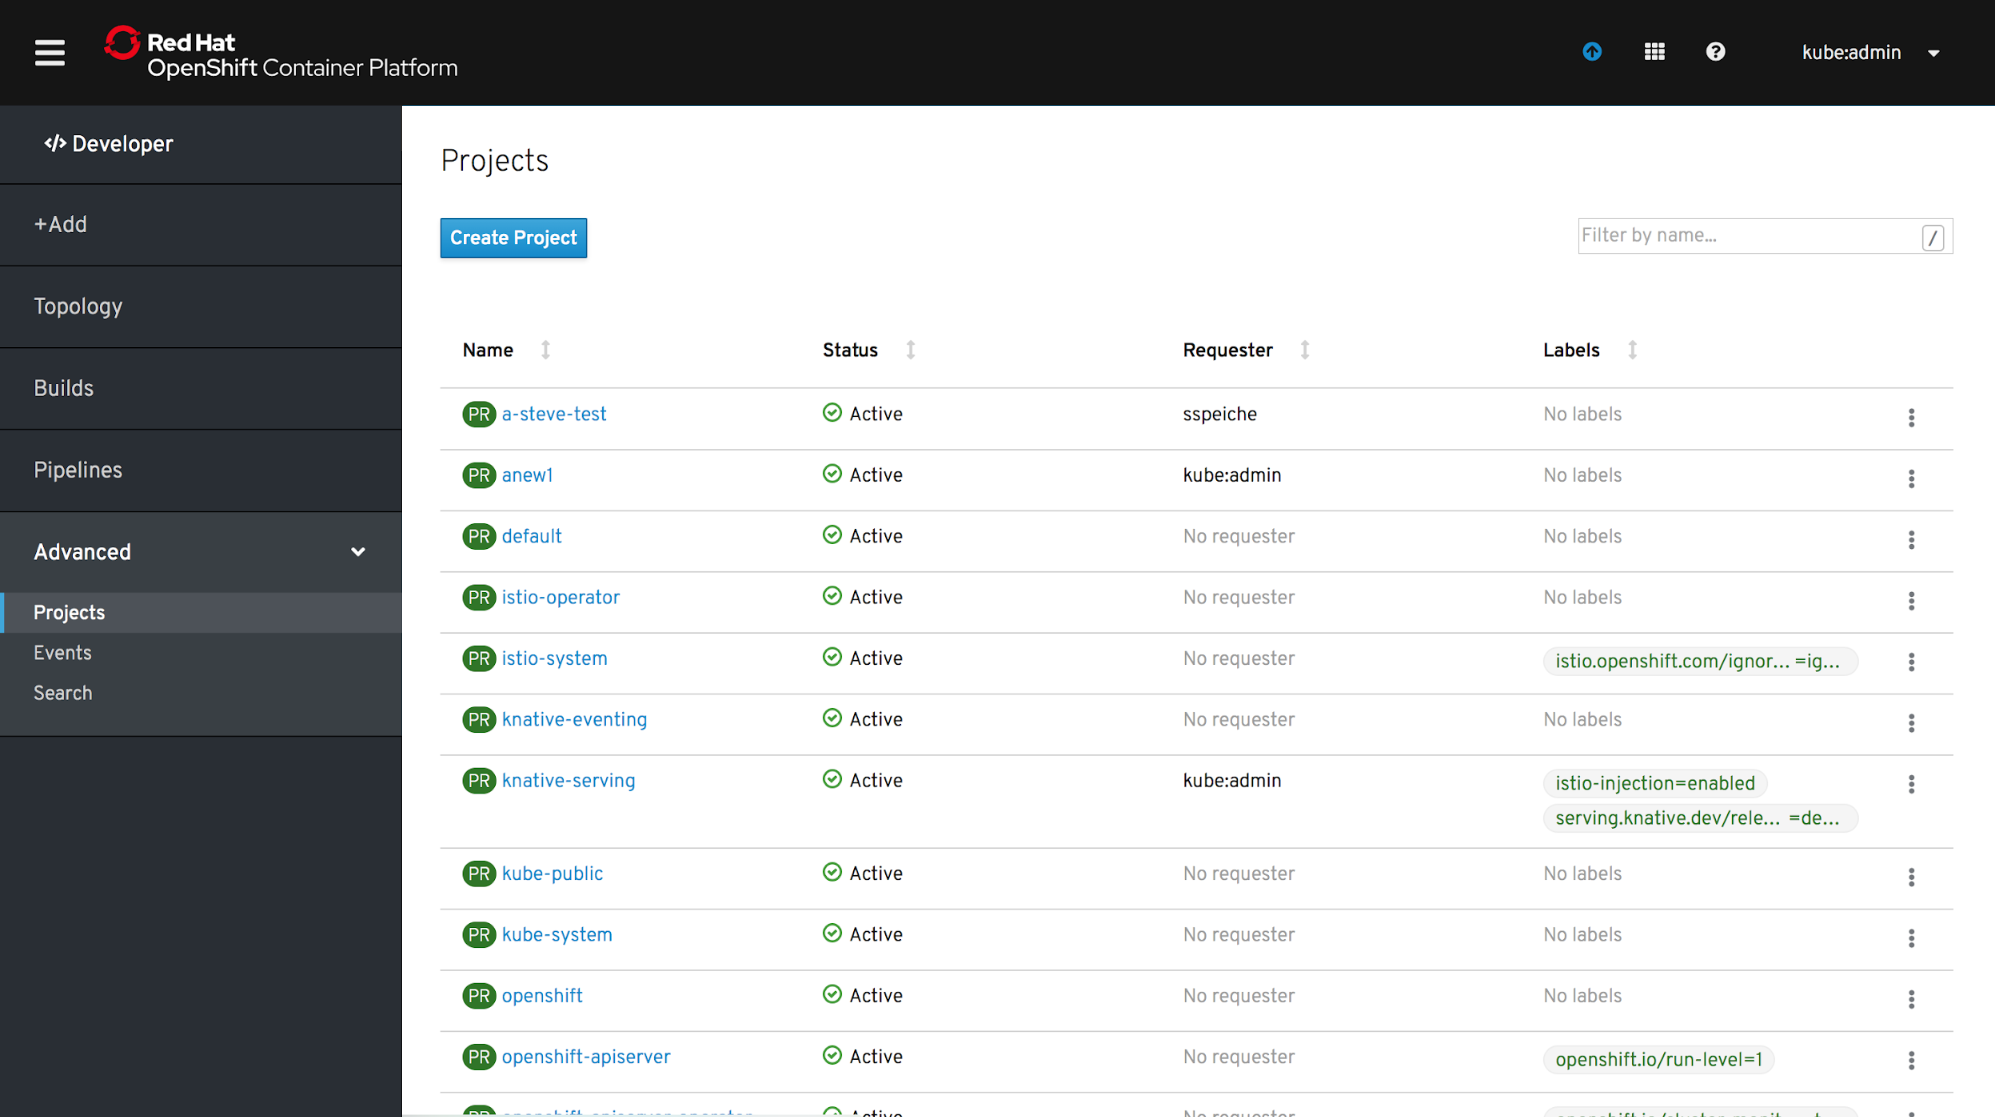 Red Hat
OpenShift Container Platform
kube:admin
</> Developer
+Add
Topology
Builds
Pipelines
Advanced
Projects
Events
Search
Projects
Create Project
Filter by name...
/
Name Status Requester Labels
PR a-steve-test Active sspeiche No labels
PR anew1 Active kube:admin No labels
PR default Active No requester No labels
PR istio-operator Active No requester No labels
PR istio-system Active No requester istio.openshift.com/ignor... =ig...
PR knative-eventing Active No requester No labels
PR knative-serving Active kube:admin istio-injection=enabled
serving.knative.dev/rele... =de...
PR kube-public Active No requester No labels
PR kube-system Active No requester No labels
PR openshift Active No requester No labels
PR openshift-apiserver Active No requester openshift.io/run-level=1
PR openshift-apiserver-operator Active No requester